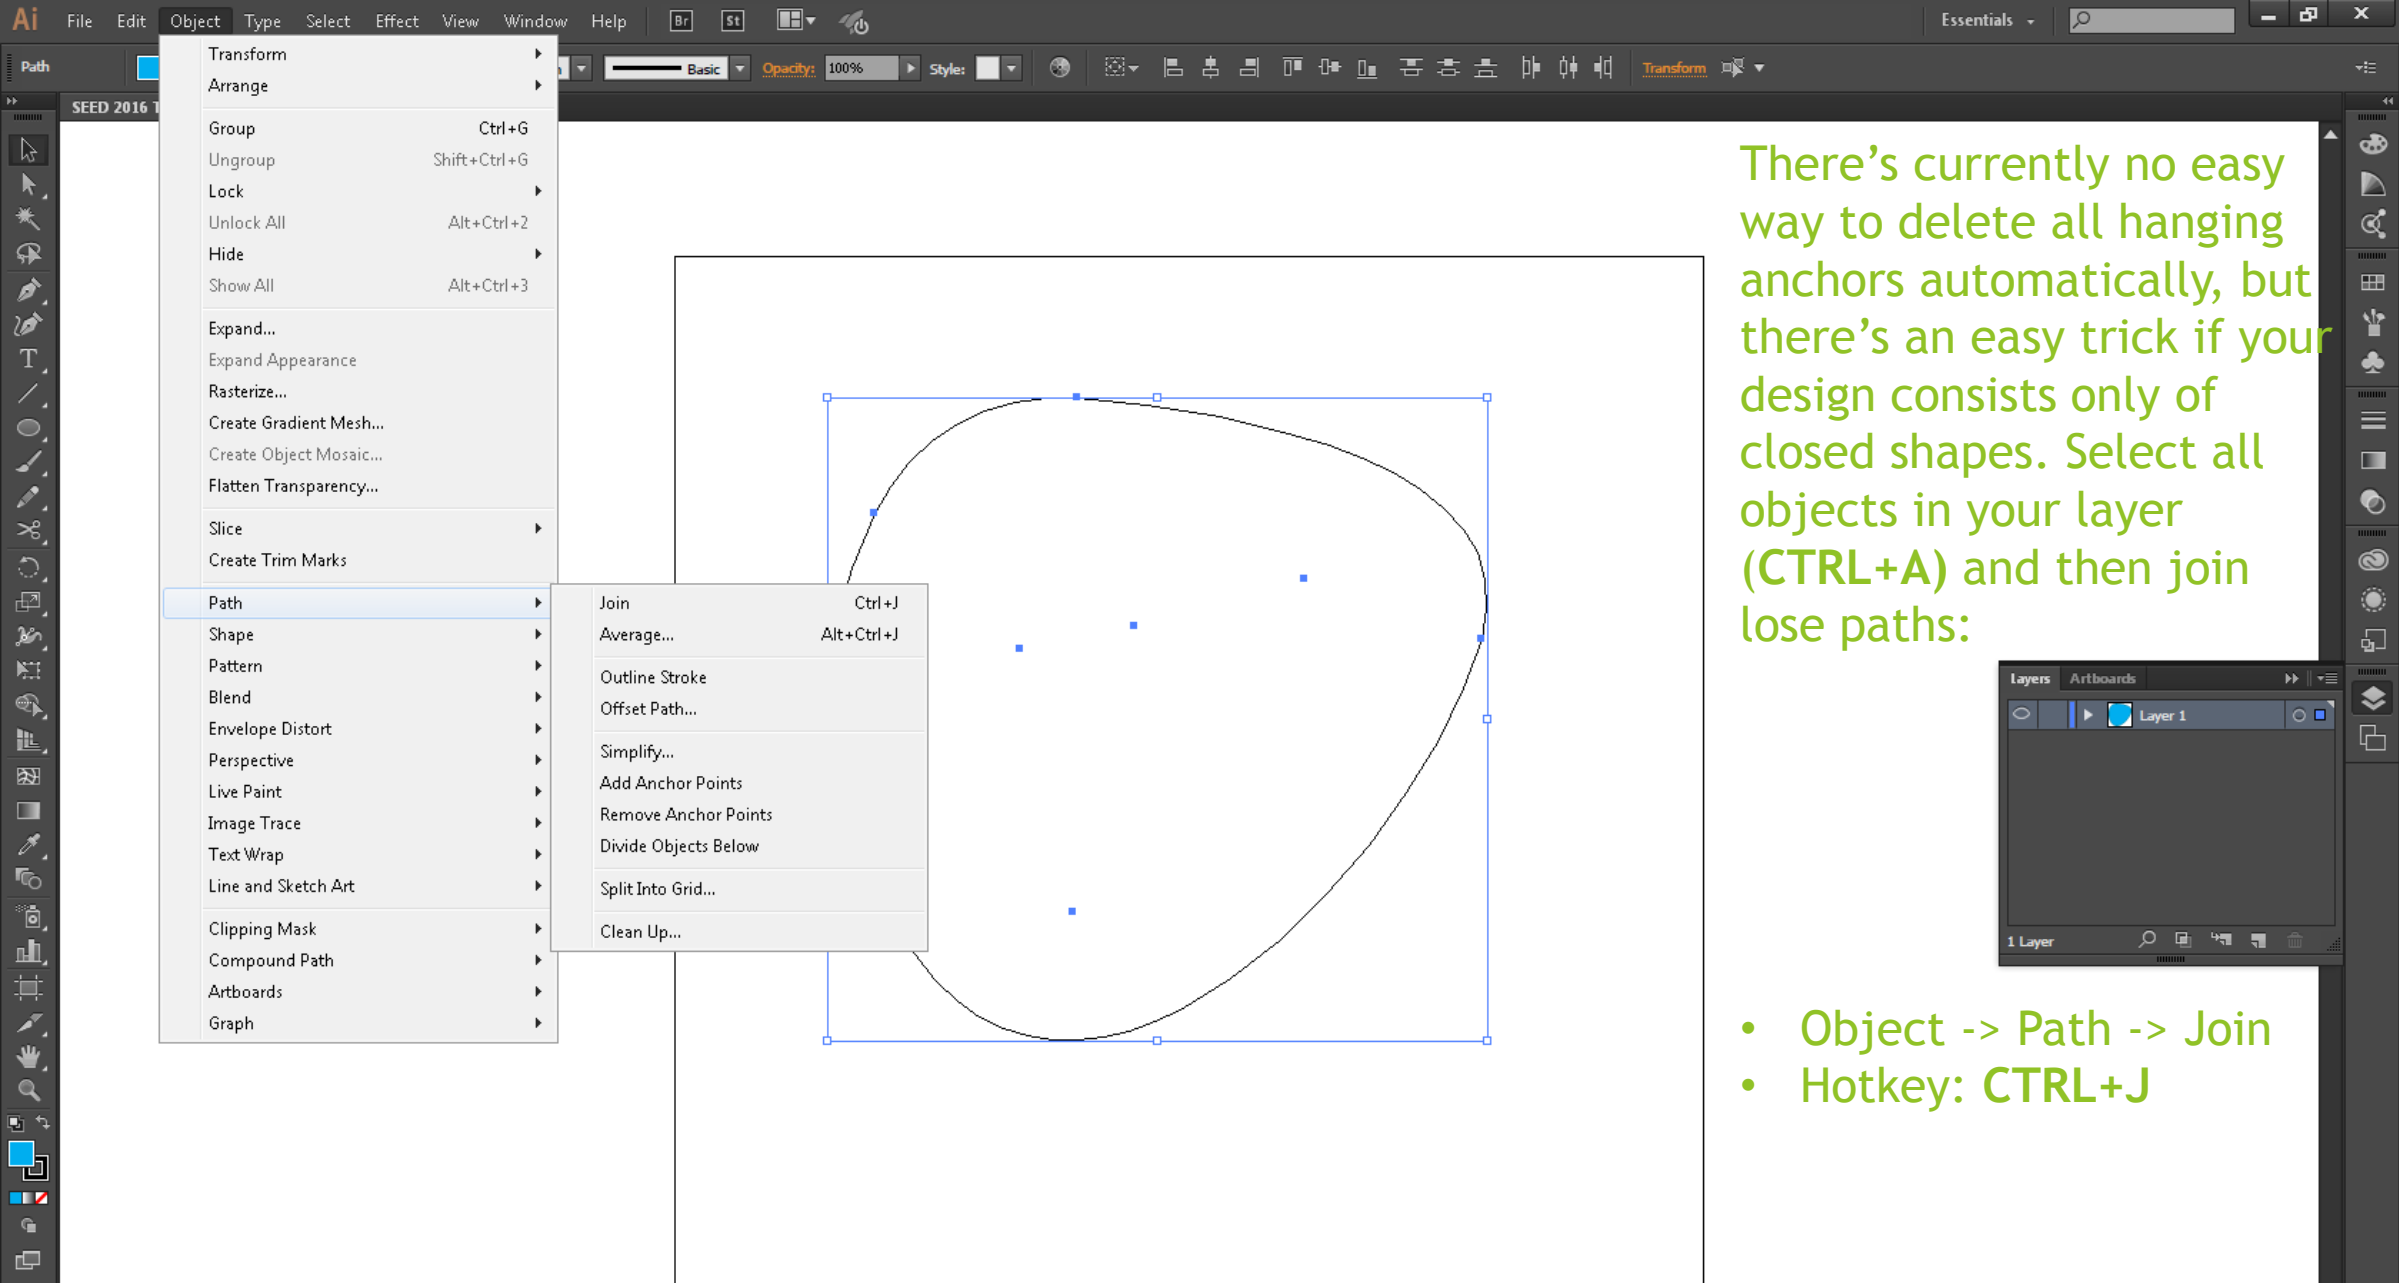 Ai File Edit Object Type Select Effect View Window Help Br St Essentials
Path Basic Opacity: 100% Style: Transform
SEED 2016 T
Transform
Arrange
Group Ctrl+G
Ungroup Shift+Ctrl+G
Lock
Unlock All Alt+Ctrl+2
Hide
Show All Alt+Ctrl+3
Expand...
Expand Appearance
Rasterize...
Create Gradient Mesh...
Create Object Mosaic...
Flatten Transparency...
Slice
Create Trim Marks
Path
Shape
Pattern
Blend
Envelope Distort
Perspective
Live Paint
Image Trace
Text Wrap
Line and Sketch Art
Clipping Mask
Compound Path
Artboards
Graph
Join Ctrl+J
Average... Alt+Ctrl+J
Outline Stroke
Offset Path...
Simplify...
Add Anchor Points
Remove Anchor Points
Divide Objects Below
Split Into Grid...
Clean Up...
There’s currently no easy
way to delete all hanging
anchors automatically, but
there’s an easy trick if your
design consists only of
closed shapes. Select all
objects in your layer
(CTRL+A) and then join
lose paths:
Layers Artboards
Layer 1
1 Layer
• Object -> Path -> Join
• Hotkey: CTRL+J